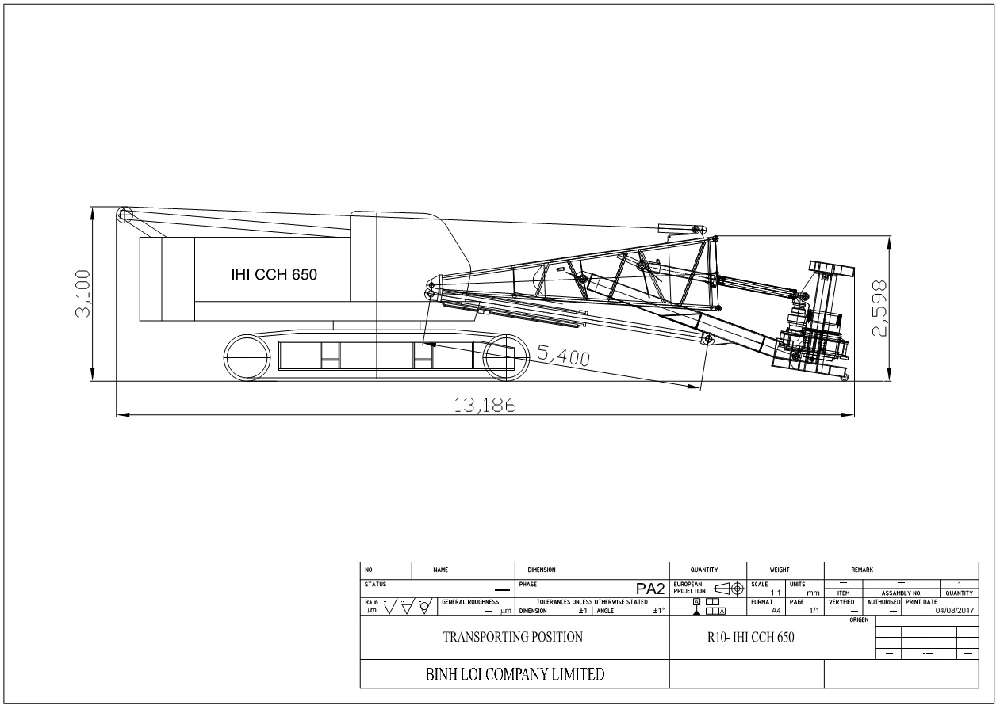 IHI CCH 650
3,100
2,598
5,400
13,186
NO NAME DIMENSION QUANTITY WEIGHT REMARK
STATUS
---
PHASE
PA2
EUROPEAN
PROJECTION
SCALE
1:1
UNITS
mm
— — 1
ITEM ASSAMBLY NO. QUANTITY
Ra in
µm
GENERAL ROUGHNESS
— µm
TOLERANCES UNLESS OTHERWISE STATED
DIMENSION ±1 ANGLE ±1°
A
A
FORMAT
A4
PAGE
1/1
VERYFIED
—
AUTHORISED
—
PRINT DATE
04/08/2017
TRANSPORTING POSITION
R10- IHI CCH 650
ORIGEN
—
— -— --
— -— --
— -— --
BINH LOI COMPANY LIMITED